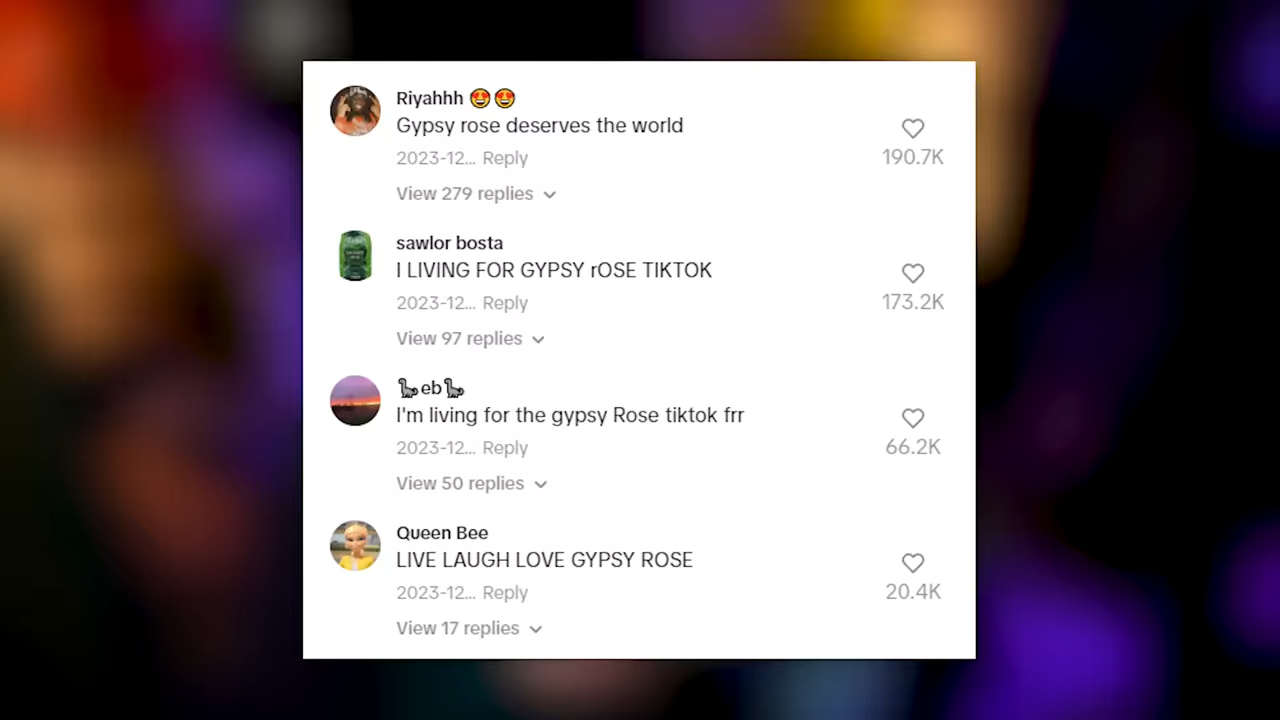 Riyahhh 😍😍
Gypsy rose deserves the world
2023-12... Reply
190.7K
View 279 replies
sawlor bosta
I LIVING FOR GYPSY rOSE TIKTOK
2023-12... Reply
173.2K
View 97 replies
🦕eb🦕
I'm living for the gypsy Rose tiktok frr
2023-12... Reply
66.2K
View 50 replies
Queen Bee
LIVE LAUGH LOVE GYPSY ROSE
2023-12... Reply
20.4K
View 17 replies